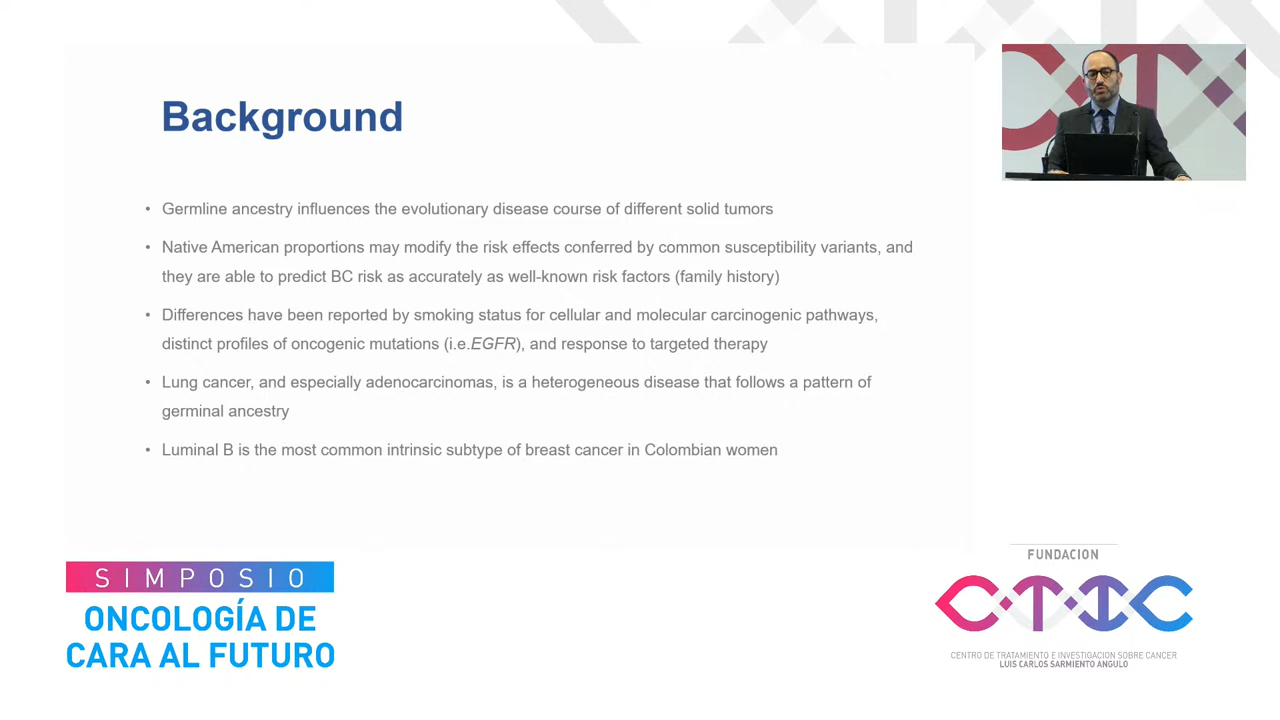 Background
• Germline ancestry influences the evolutionary disease course of different solid tumors
• Native American proportions may modify the risk effects conferred by common susceptibility variants, and
they are able to predict BC risk as accurately as well-known risk factors (family history)
• Differences have been reported by smoking status for cellular and molecular carcinogenic pathways,
distinct profiles of oncogenic mutations (i.e.EGFR), and response to targeted therapy
• Lung cancer, and especially adenocarcinomas, is a heterogeneous disease that follows a pattern of
germinal ancestry
• Luminal B is the most common intrinsic subtype of breast cancer in Colombian women
SIMPOSIO
ONCOLOGÍA DE
CARA AL FUTURO
FUNDACION
CTIC
CENTRO DE TRATAMIENTO E INVESTIGACION SOBRE CANCER
LUIS CARLOS SARMIENTO ANGULO